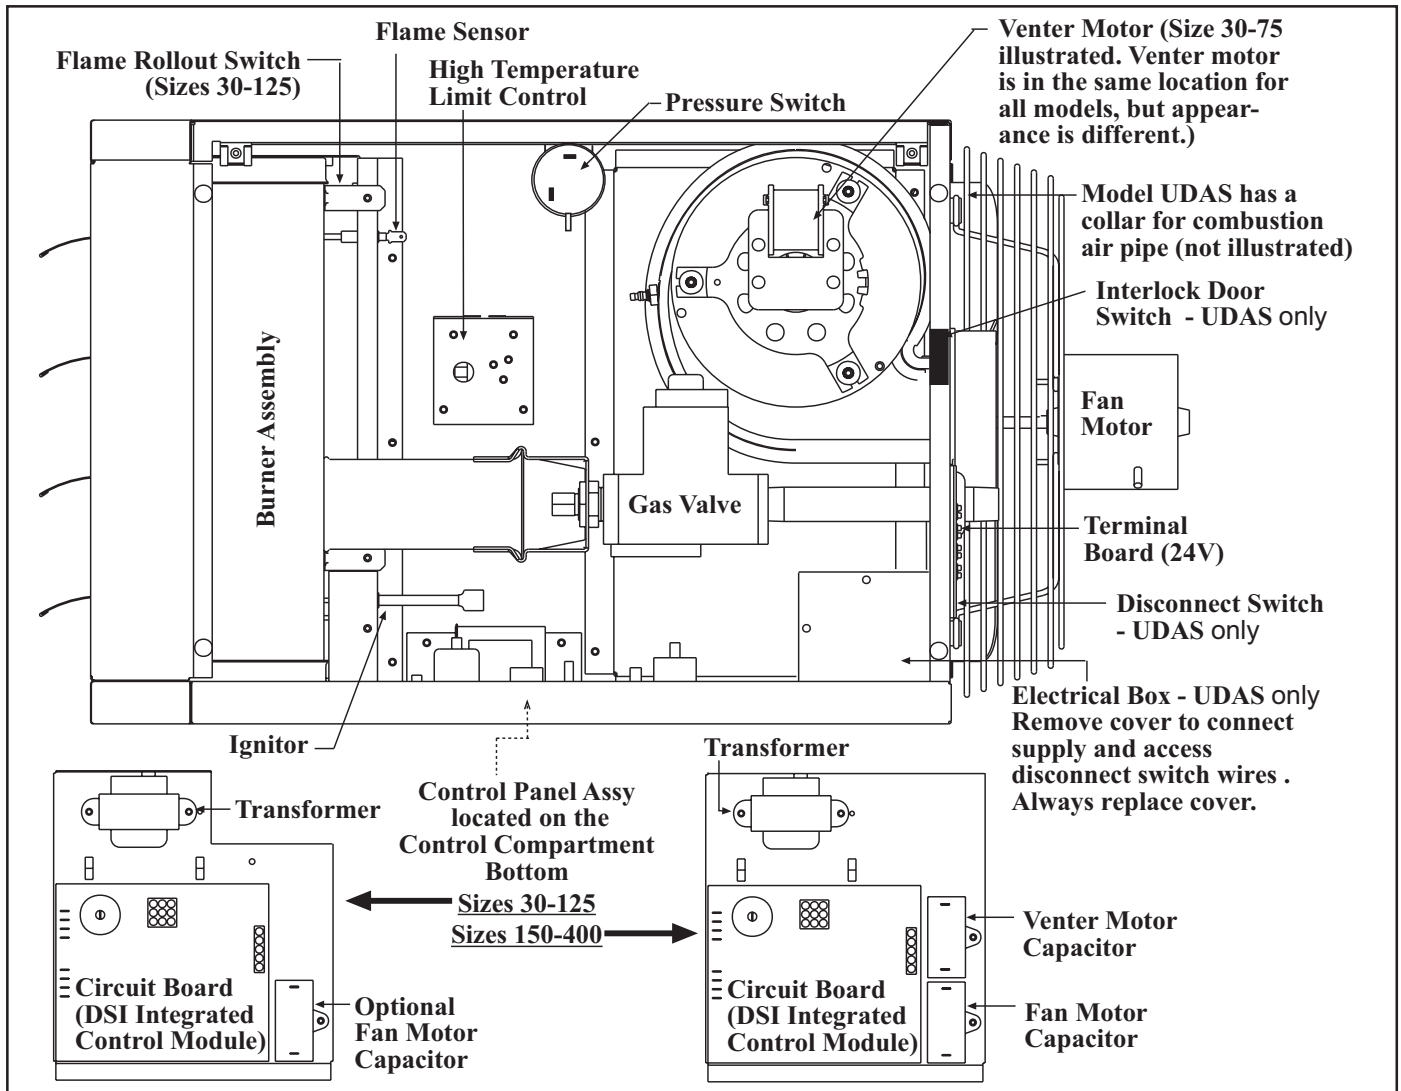 Flame Sensor
Flame Rollout Switch
(Sizes 30-125)
High Temperature
Limit Control
Pressure Switch
Venter Motor (Size 30-75
illustrated. Venter motor
is in the same location for
all models, but appear-
ance is different.)
Model UDAS has a
collar for combustion
air pipe (not illustrated)
Interlock Door
Switch - UDAS only
Fan
Motor
Burner Assembly
Gas Valve
Terminal
Board (24V)
Disconnect Switch
- UDAS only
Electrical Box - UDAS only
Remove cover to connect
supply and access
disconnect switch wires .
Always replace cover.
Ignitor
Transformer
Control Panel Assy
located on the
Control Compartment
Bottom
Sizes 30-125
Sizes 150-400
Circuit Board
(DSI Integrated
Control Module)
Optional
Fan Motor
Capacitor
Transformer
Circuit Board
(DSI Integrated
Control Module)
Venter Motor
Capacitor
Fan Motor
Capacitor